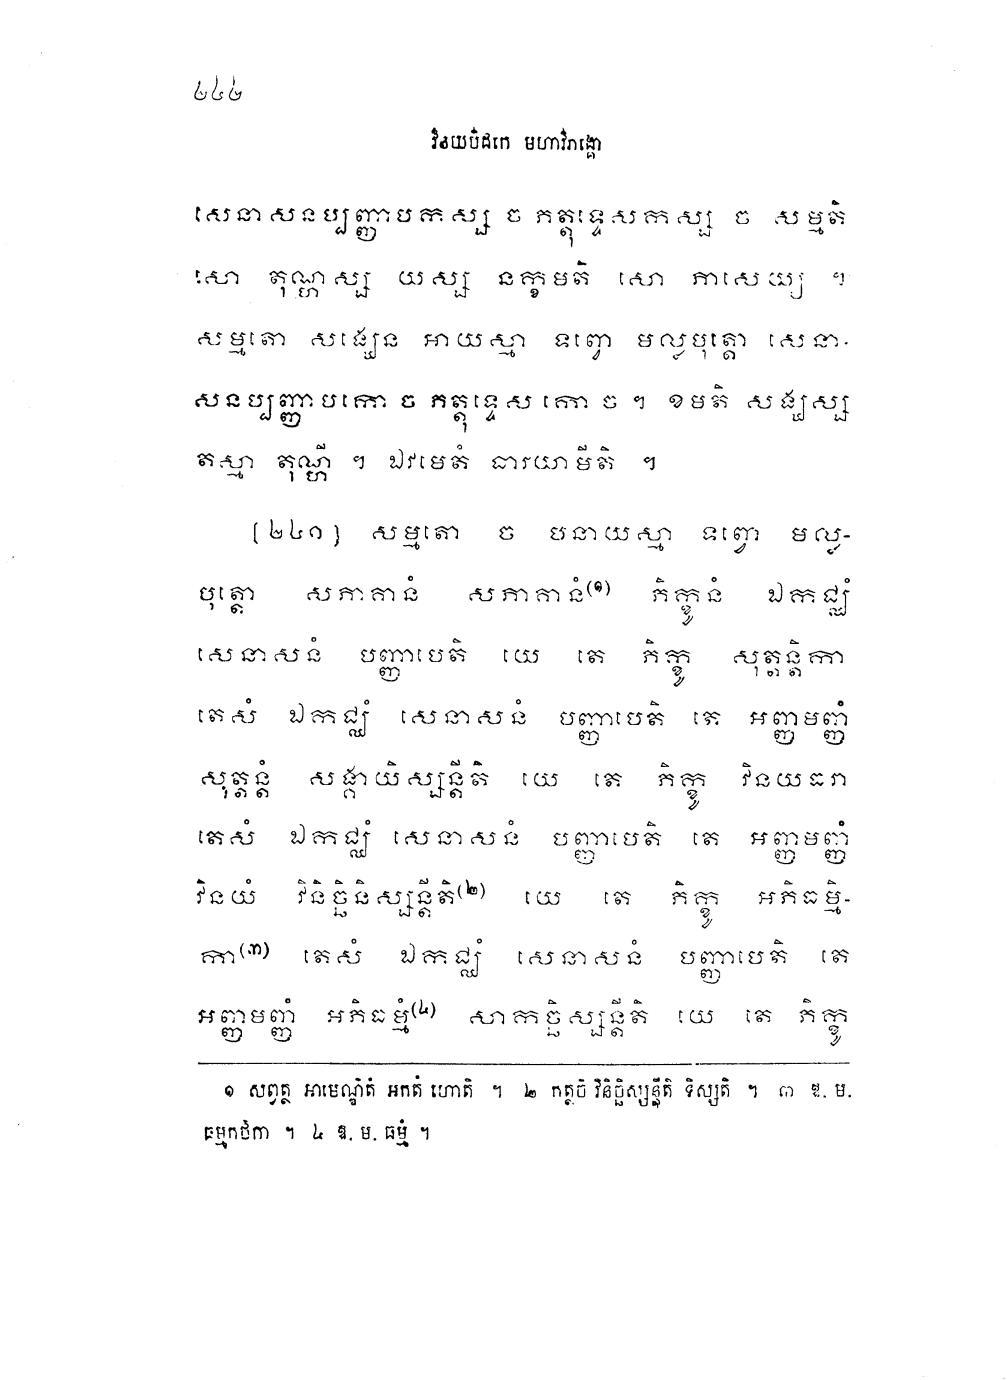 ៤៤៤
វិនយបិដកេ មហាវិភង្គោ
សេនាសនប្បញ្ញាបកស្ស ច ភត្តុទ្ទេសកស្ស ច សម្មតិ
សោ តុណ្ហស្ស យស្ស នក្ខមតិ សោ ភាសេយ្យ ។
សម្មតោ សង្ឃេន អាយស្មា ទព្វោ មល្លបុត្តោ សេនា-
សនប្បញ្ញាបកោ ច ភត្តុទ្ទេសកោ ច ។ ខមតិ សង្ឃស្ស
តស្មា តុណ្ហី ។ ឯវមេតំ ធារយាមីតិ ។
[២៤១] សម្មតោ ច បនាយស្មា ទព្វោ មល្ល-
បុត្តោ សភាគានំ សភាគានំ(១) ភិក្ខូនំ ឯកជ្ឈំ
សេនាសនំ បញ្ញាបេតិ យេ តេ ភិក្ខូ សុត្តន្តិកា
តេសំ ឯកជ្ឈំ សេនាសនំ បញ្ញាបេតិ តេ អញ្ញមញ្ញំ
សុត្តន្តំ សង្គាយិស្សន្តីតិ យេ តេ ភិក្ខូ វិនយធរា
តេសំ ឯកជ្ឈំ សេនាសនំ បញ្ញាបេតិ តេ អញ្ញមញ្ញំ
វិនយំ វិនិច្ឆិនិស្សន្តីតិ(២) យេ តេ ភិក្ខូ អភិធម្មិ-
កា(៣) តេសំ ឯកជ្ឈំ សេនាសនំ បញ្ញាបេតិ តេ
អញ្ញមញ្ញំ អភិធម្មំ(៤) សាកច្ឆិស្សន្តីតិ យេ តេ ភិក្ខូ
១ សព្វត្ថ អាមេណ្ឌិតំ អកតំ ហោតិ ។ ២ កត្ថចិ វិនិច្ឆិស្សន្តីតិ ទិស្សតិ ។ ៣ ឱ. ម.
ធម្មកថិកា ។ ៤ ឱ. ម. ធម្មំ ។